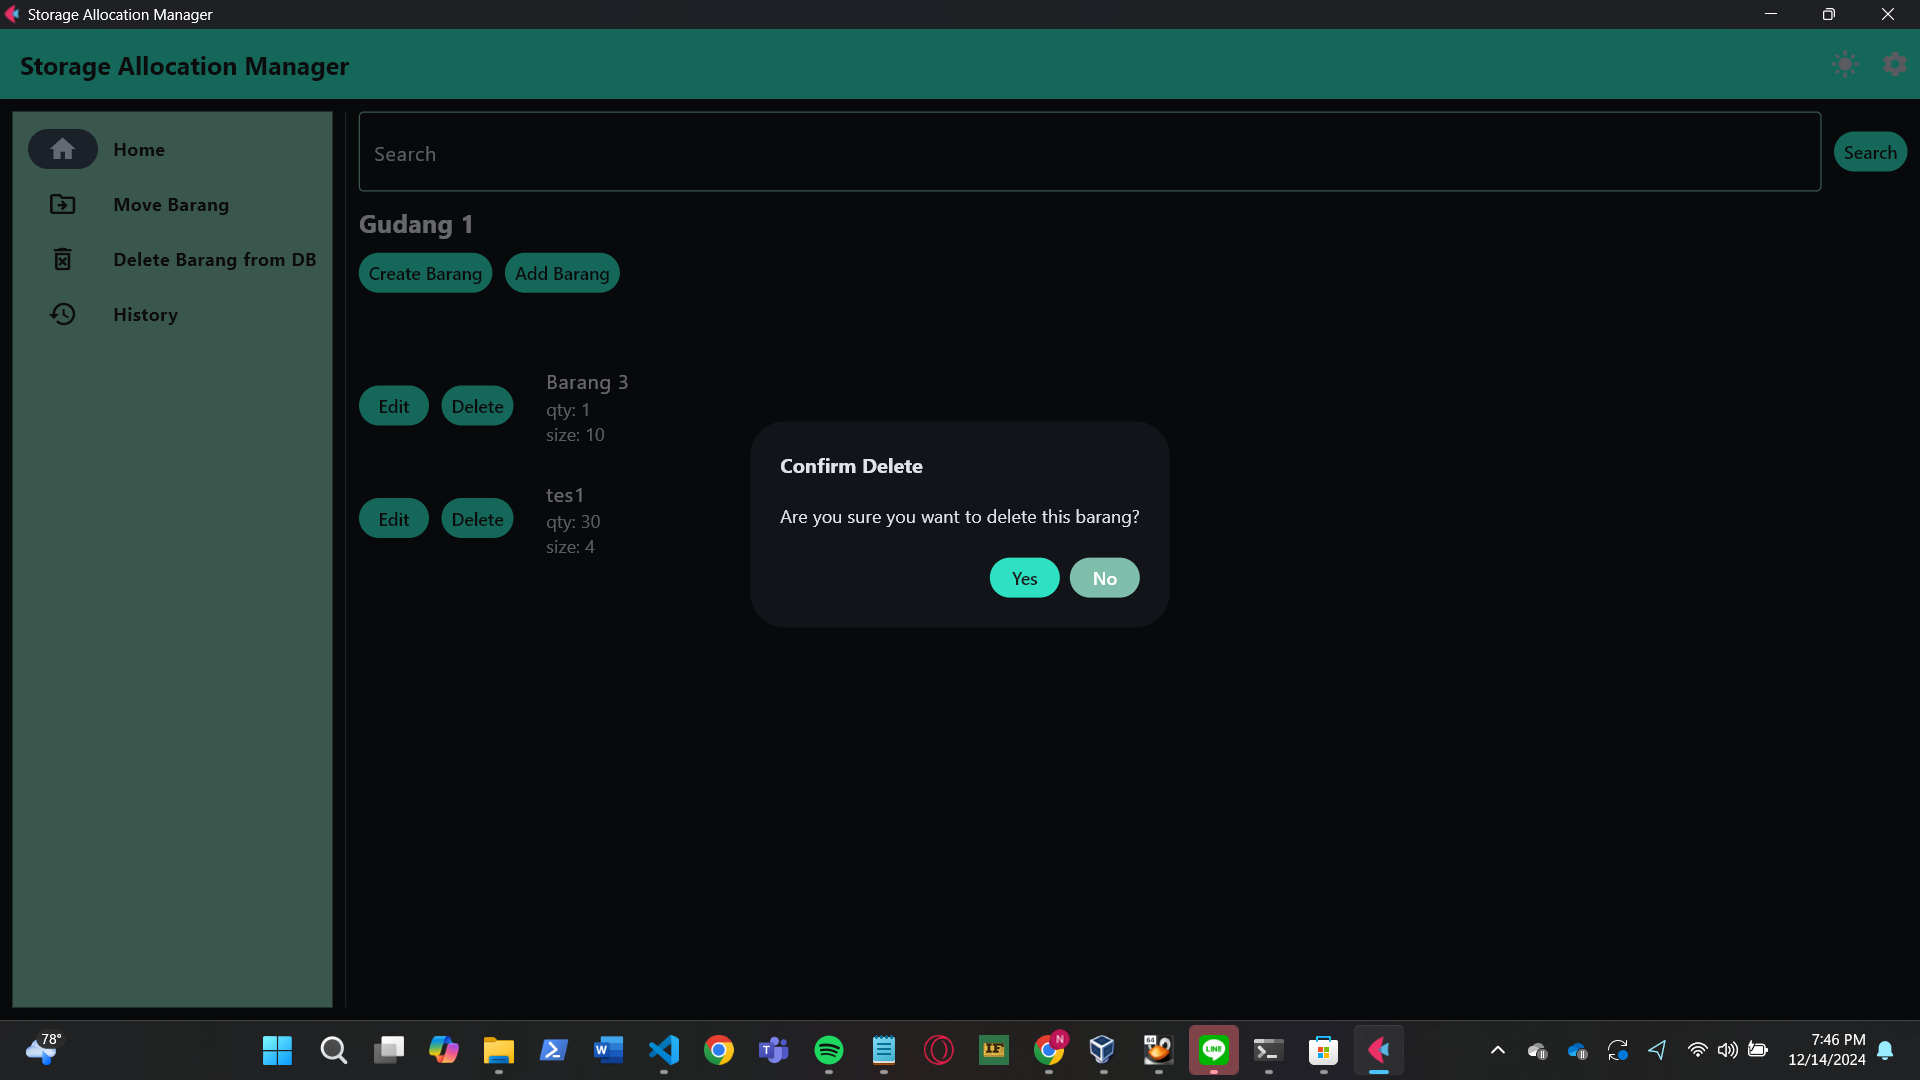 Storage Allocation Manager
Storage Allocation Manager
Home
Move Barang
Delete Barang from DB
History
Search
Search
Gudang 1
Create Barang
Add Barang
Edit
Delete
Barang 3
qty: 1
size: 10
Edit
Delete
tes1
qty: 30
size: 4
Confirm Delete
Are you sure you want to delete this barang?
Yes
No
78°
W
T
IF
N
64
LINE
7:46 PM
12/14/2024